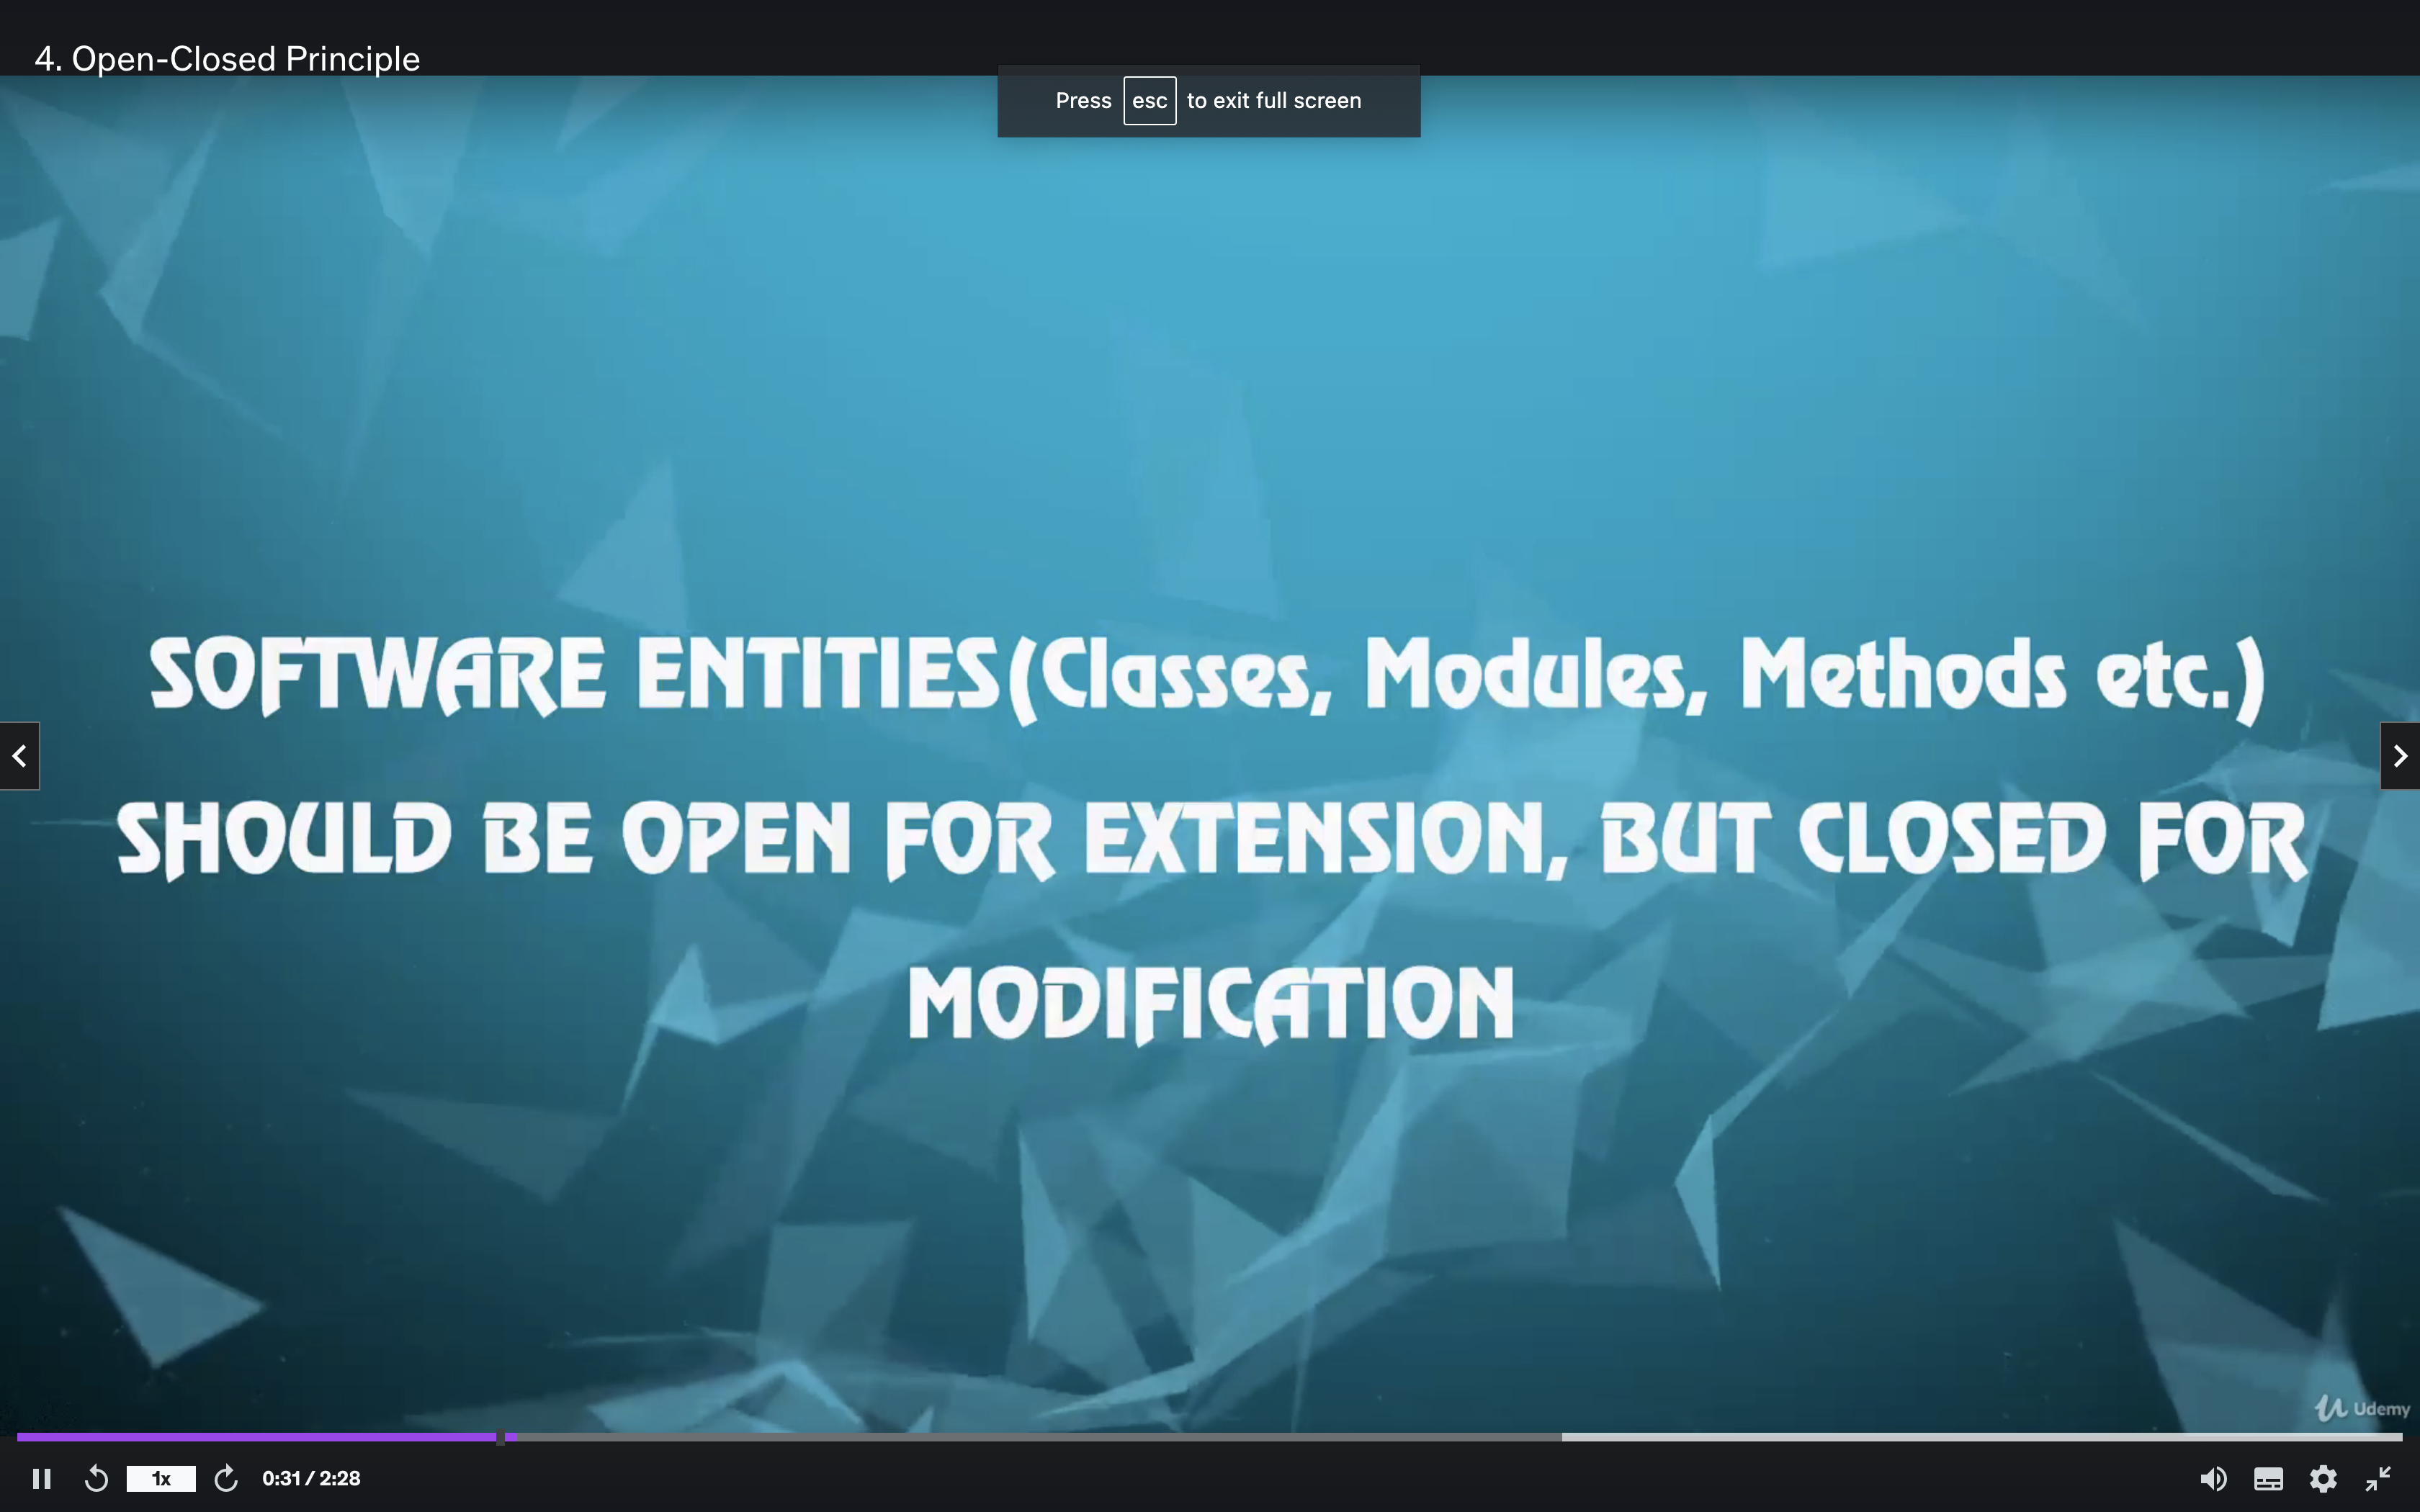 4. Open-Closed Principle
Press esc to exit full screen
SOFTWARE ENTITIES(Classes, Modules, Methods etc.)
SHOULD BE OPEN FOR EXTENSION, BUT CLOSED FOR
MODIFICATION
Udemy
1x
0:31 / 2:28